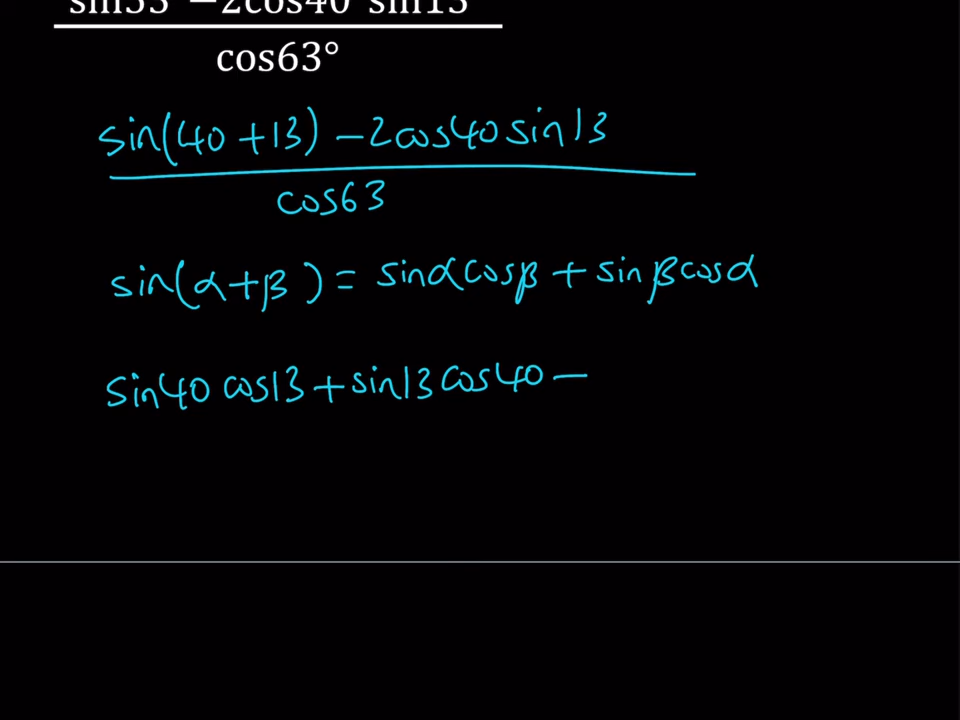 cos63°
sin(40+13) −2cos40 sin13
cos63
sin(α+β) = sinαcosβ + sinβcosα
sin40 cos13 + sin13 cos40 −